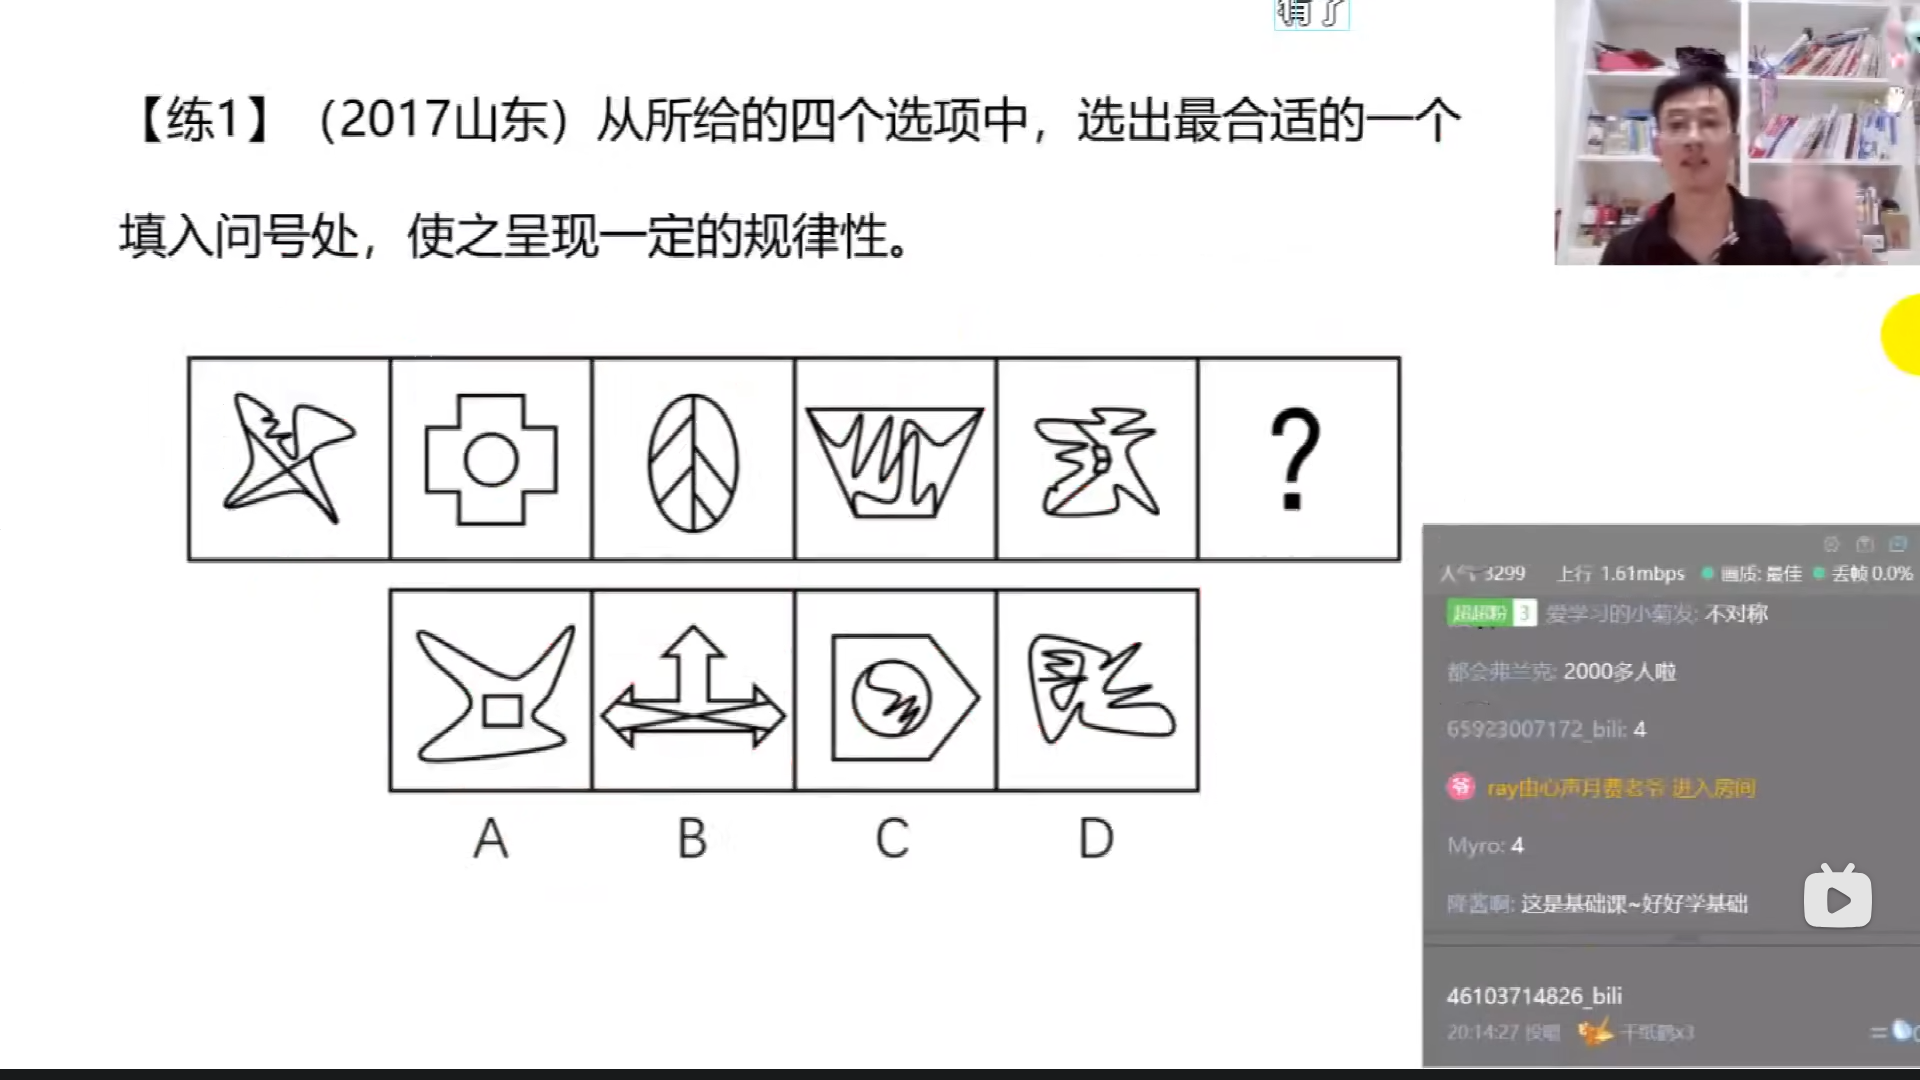 【练1】（2017山东）从所给的四个选项中，选出最合适的一个
填入问号处，使之呈现一定的规律性。
?
A B C D
人气 3299 上行 1.61mbps 画质: 最佳 丢帧 0.0%
超超粉 3 爱学习的小菊发: 不对称
都会弗兰克: 2000多人啦
65923007172_bili: 4
爷 ray由心声月费老爷 进入房间
Myro: 4
隆酱啊: 这是基础课~好好学基础
46103714826_bili
20:14:27 投喂 千纸鹤x3